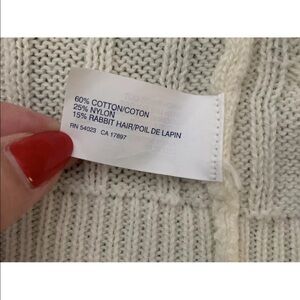 60% COTTON/COTON
25% NYLON
15% RABBIT HAIR/POIL DE LAPIN
RN 54023 CA 17897